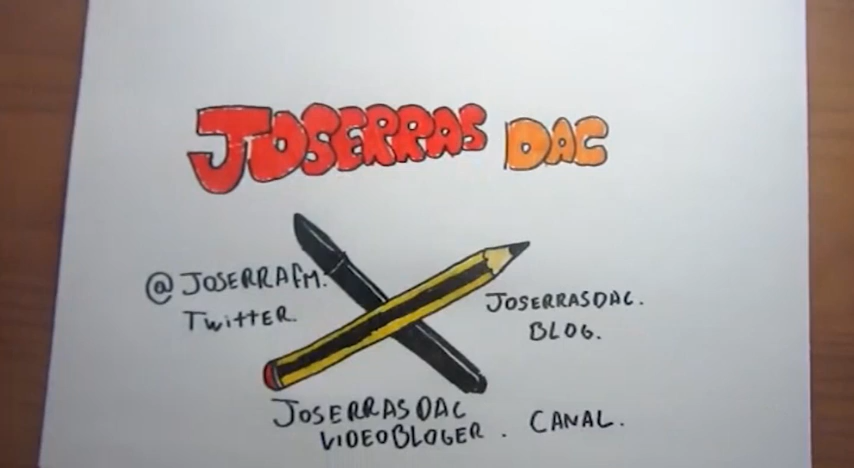 JOSERRAS DAC
@JOSERRAFM.
TWITTER.
JOSERRASDAC.
BLOG.
JOSERRASDAC
VIDEOBLOGER . CANAL.